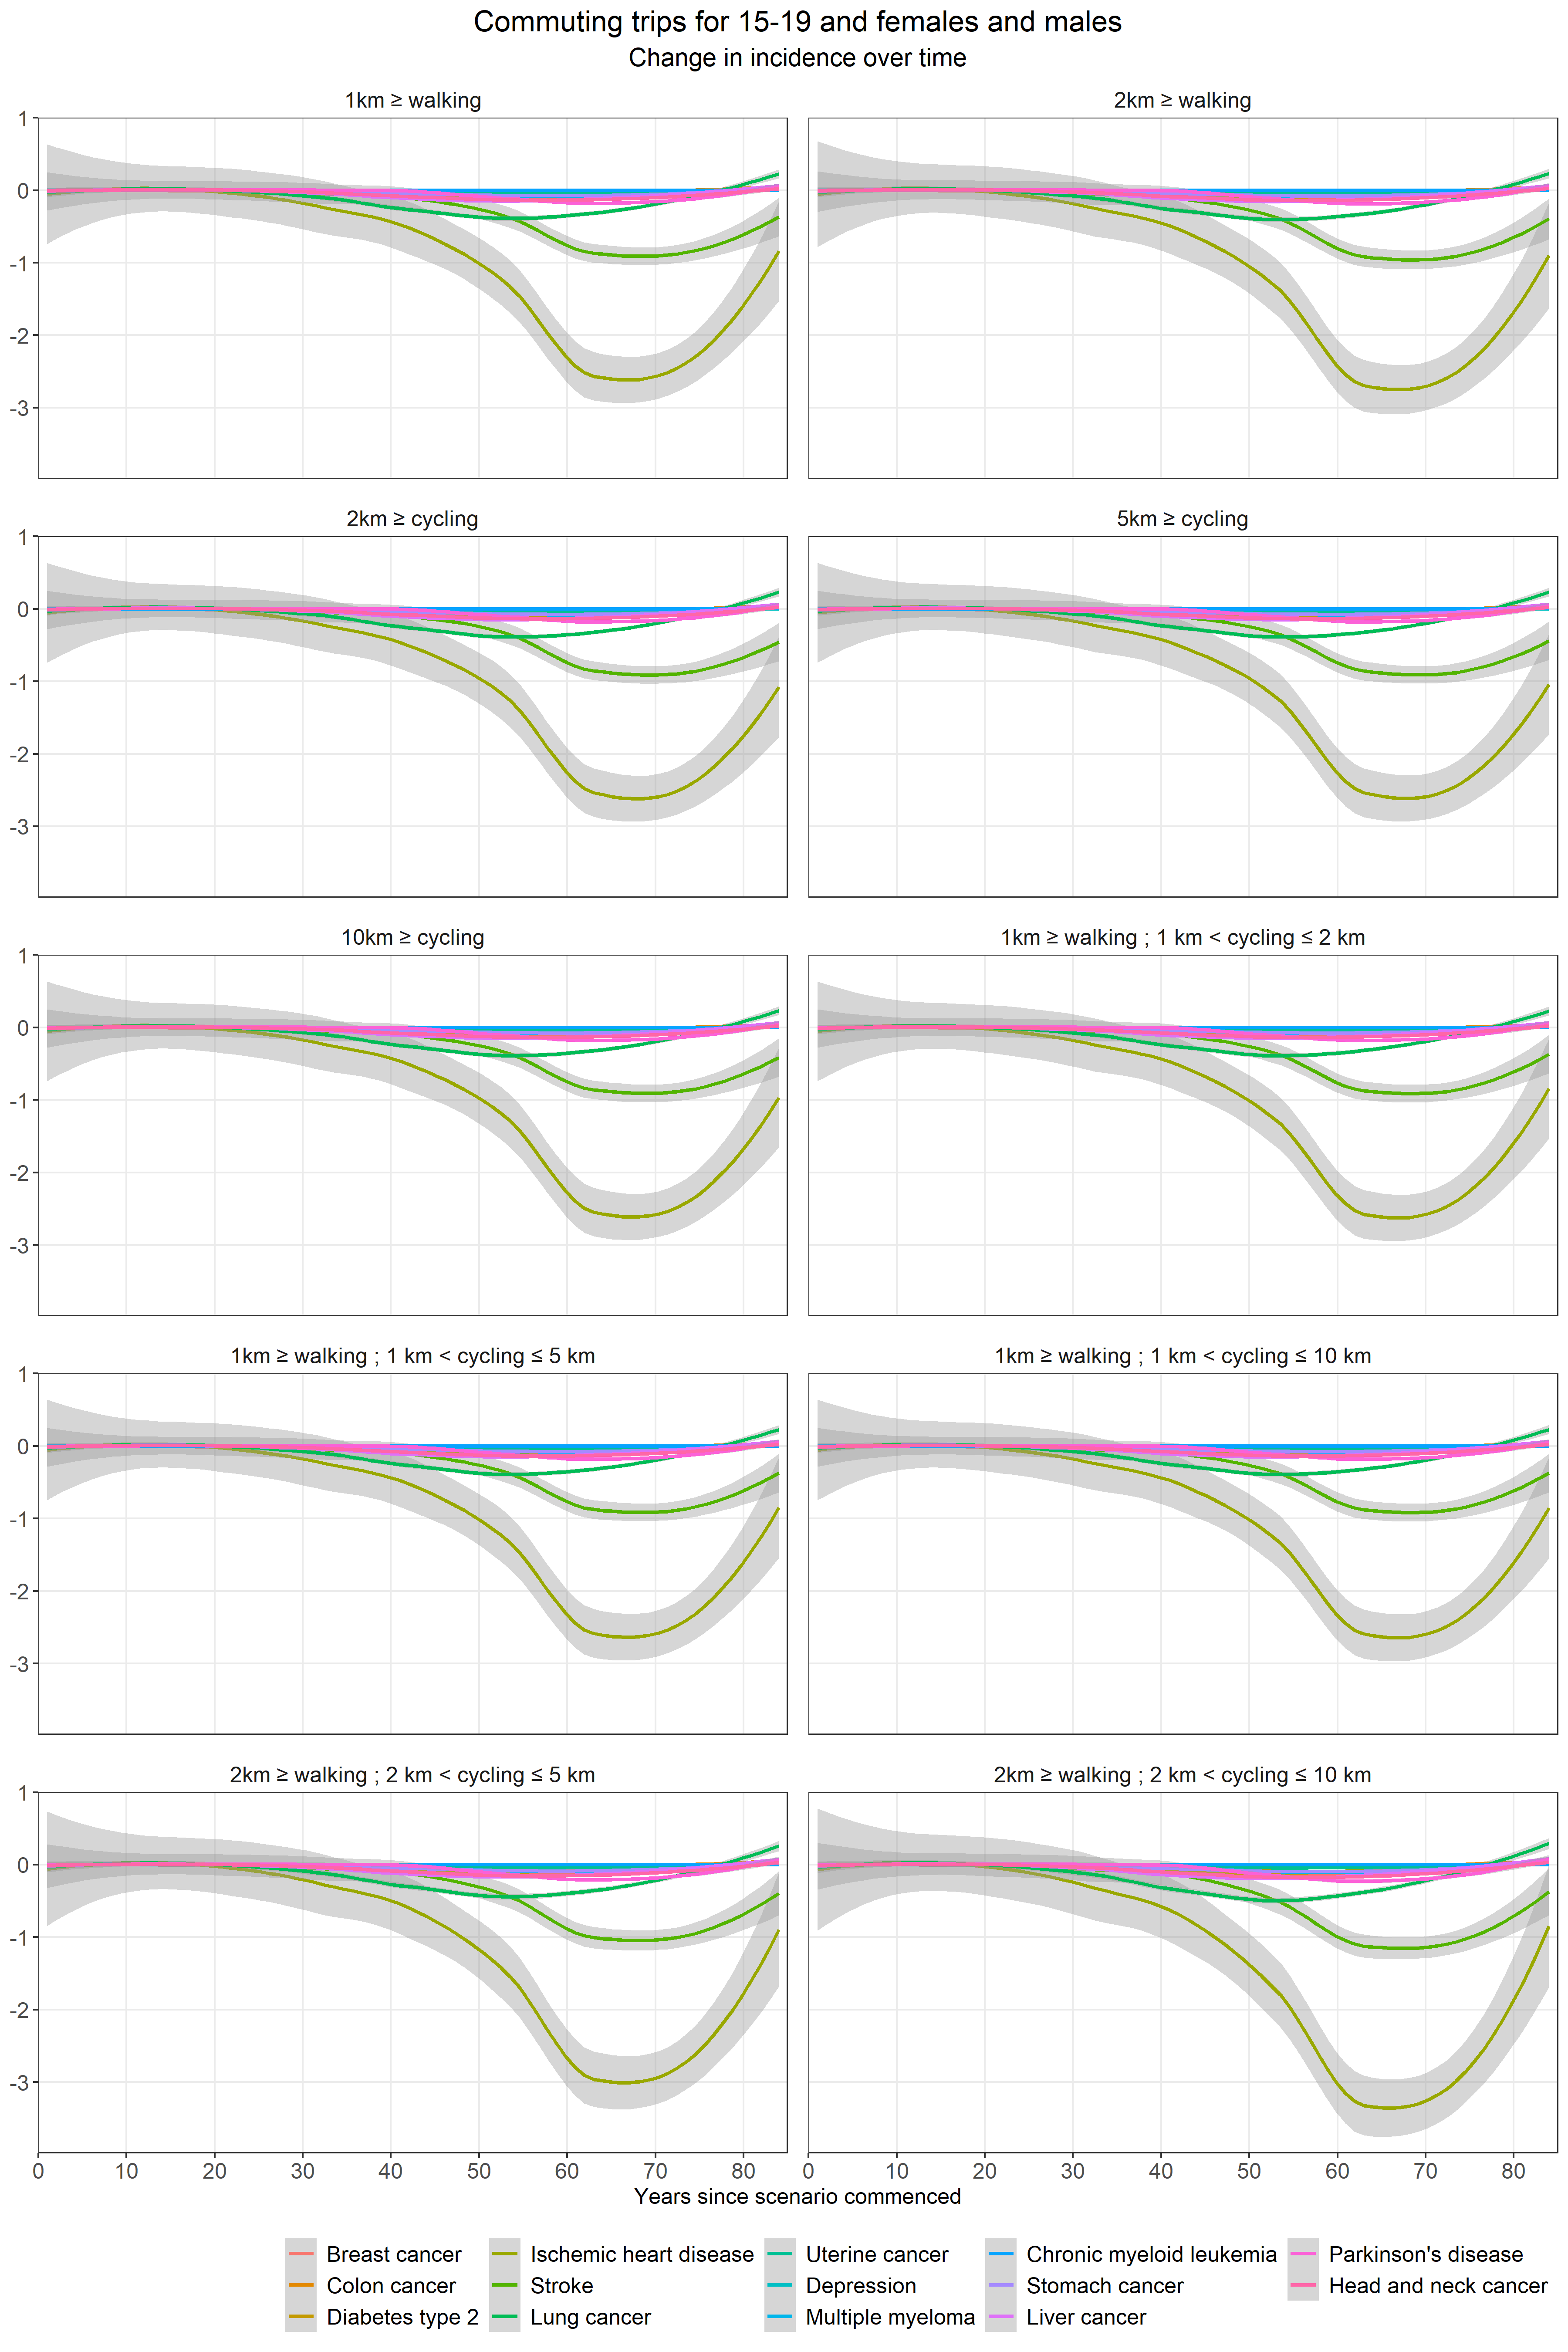 Commuting trips for 15-19 and females and males
Change in incidence over time
1km ≥ walking
2km ≥ walking
1
0
-1
-2
-3
2km ≥ cycling
5km ≥ cycling
1
0
-1
-2
-3
10km ≥ cycling
1km ≥ walking ; 1 km < cycling ≤ 2 km
1
0
-1
-2
-3
1km ≥ walking ; 1 km < cycling ≤ 5 km
1km ≥ walking ; 1 km < cycling ≤ 10 km
1
0
-1
-2
-3
2km ≥ walking ; 2 km < cycling ≤ 5 km
2km ≥ walking ; 2 km < cycling ≤ 10 km
1
0
-1
-2
-3
0 10 20 30 40 50 60 70 80
0 10 20 30 40 50 60 70 80
Years since scenario commenced
Breast cancer
Colon cancer
Diabetes type 2
Ischemic heart disease
Stroke
Lung cancer
Uterine cancer
Depression
Multiple myeloma
Chronic myeloid leukemia
Stomach cancer
Liver cancer
Parkinson's disease
Head and neck cancer